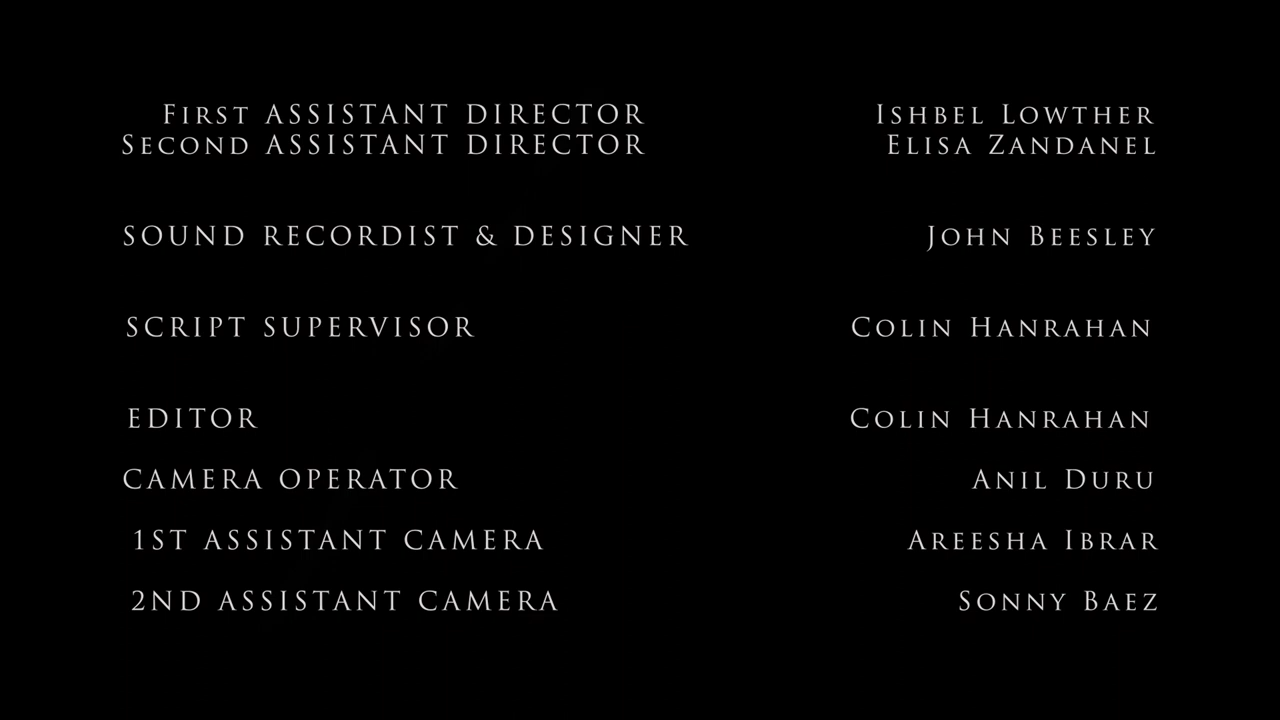 First ASSISTANT DIRECTOR Ishbel Lowther
Second ASSISTANT DIRECTOR Elisa Zandanel
SOUND RECORDIST & DESIGNER John Beesley
SCRIPT SUPERVISOR Colin Hanrahan
EDITOR Colin Hanrahan
CAMERA OPERATOR Anil Duru
1ST ASSISTANT CAMERA Areesha Ibrar
2ND ASSISTANT CAMERA Sonny Baez